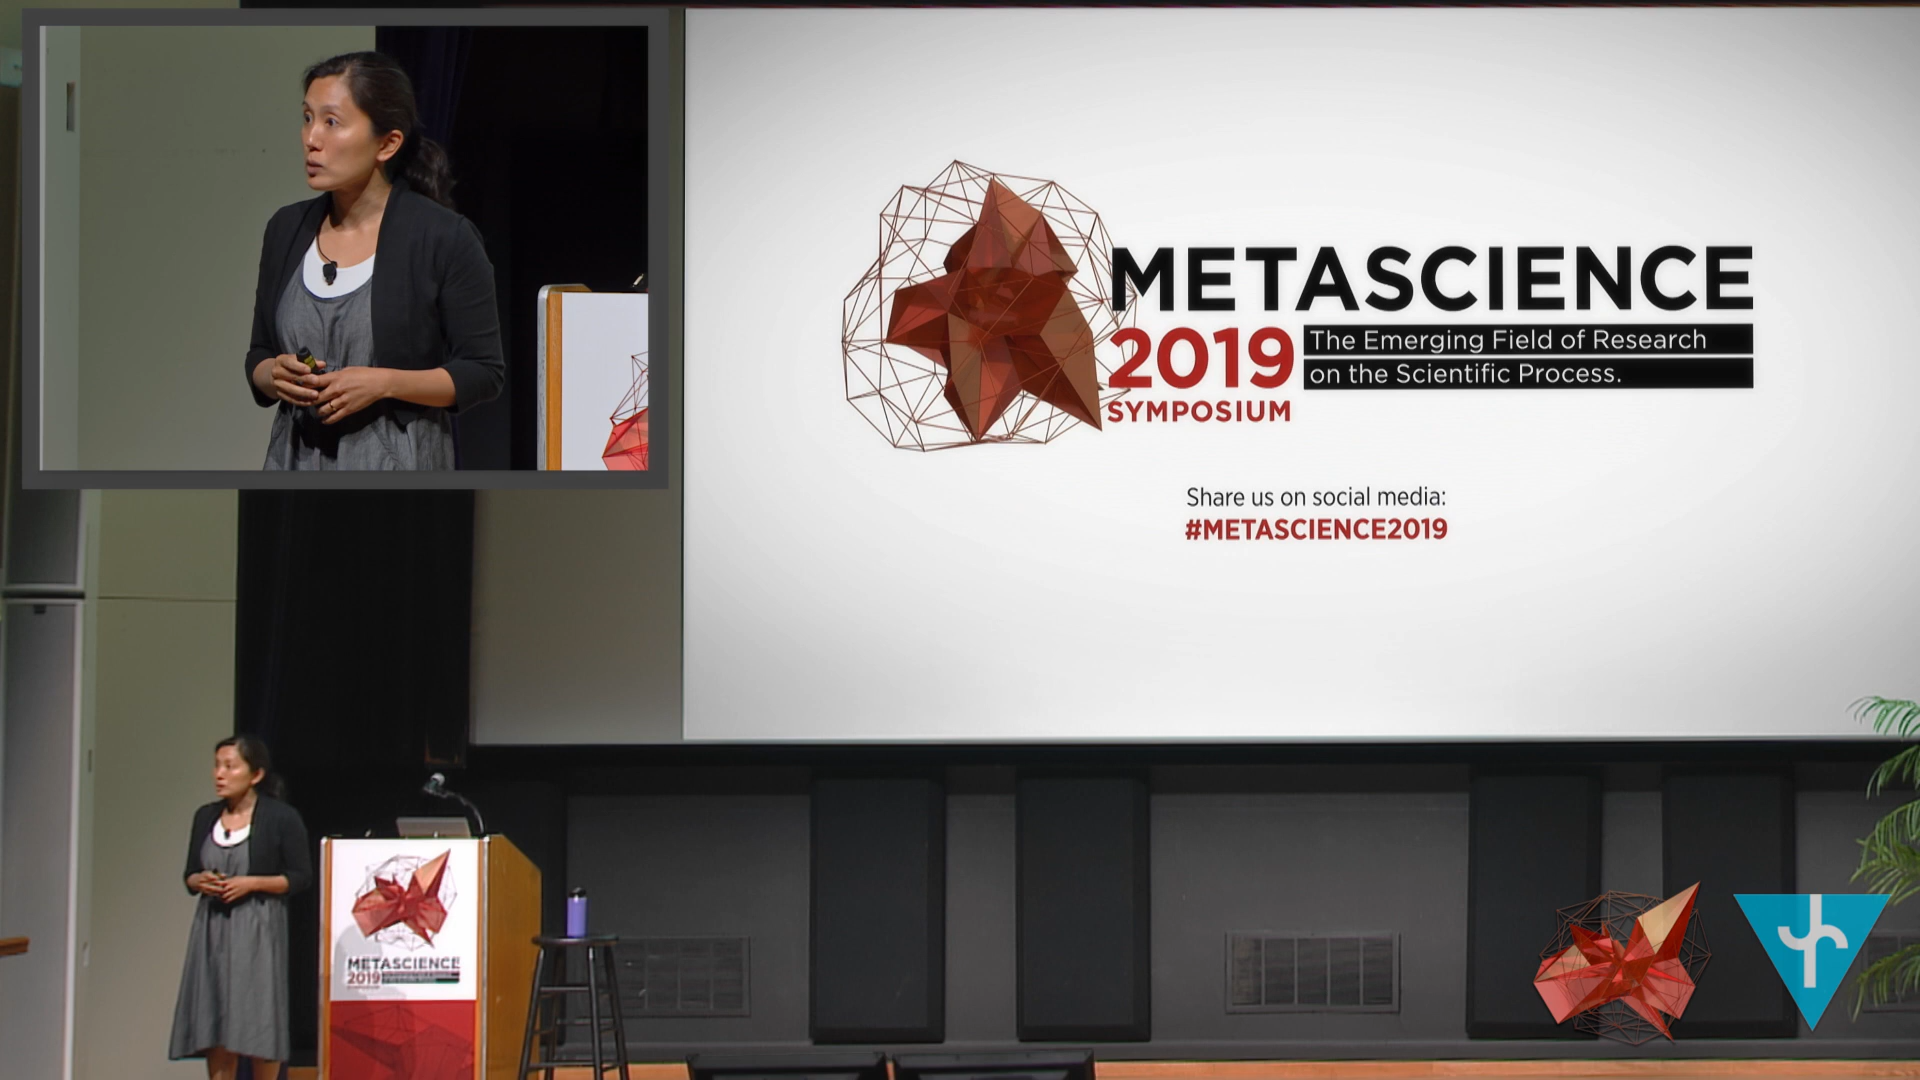 METASCIENCE
2019
The Emerging Field of Research
on the Scientific Process.
SYMPOSIUM
Share us on social media:
#METASCIENCE2019
METASCIENCE
2019